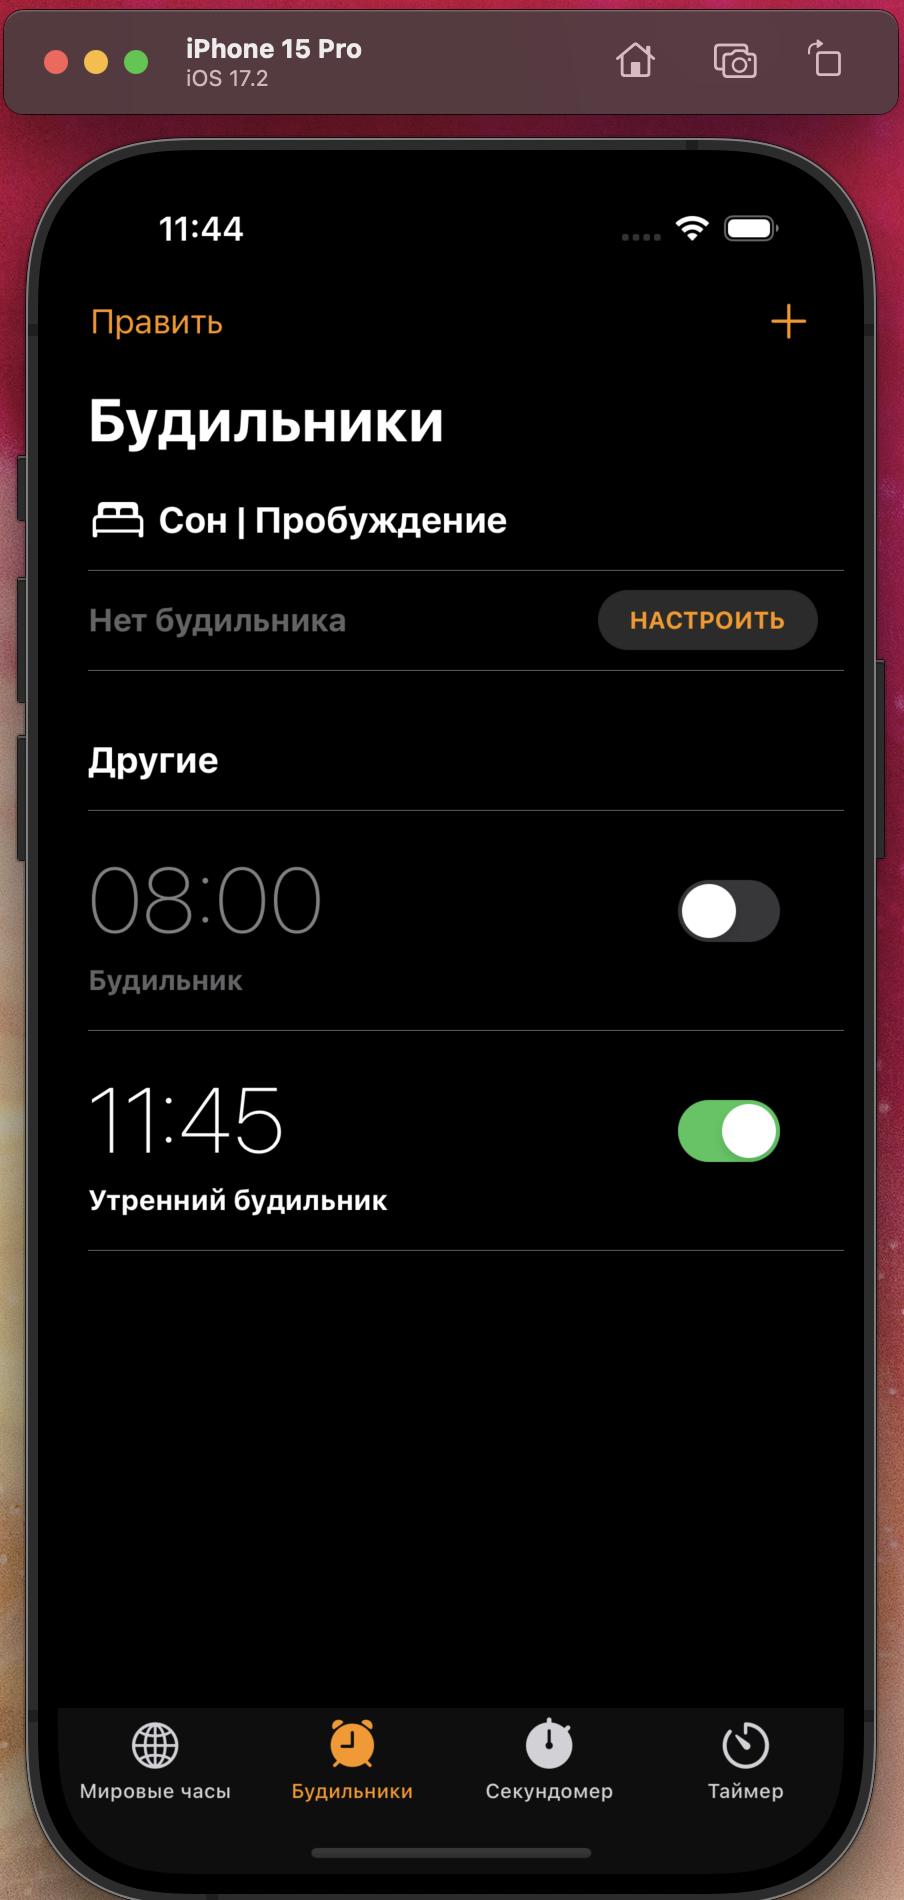 iPhone 15 Pro
iOS 17.2
11:44
Править
Будильники
Сон | Пробуждение
Нет будильника
НАСТРОИТЬ
Другие
08:00
Будильник
11:45
Утренний будильник
Мировые часы
Будильники
Секундомер
Таймер